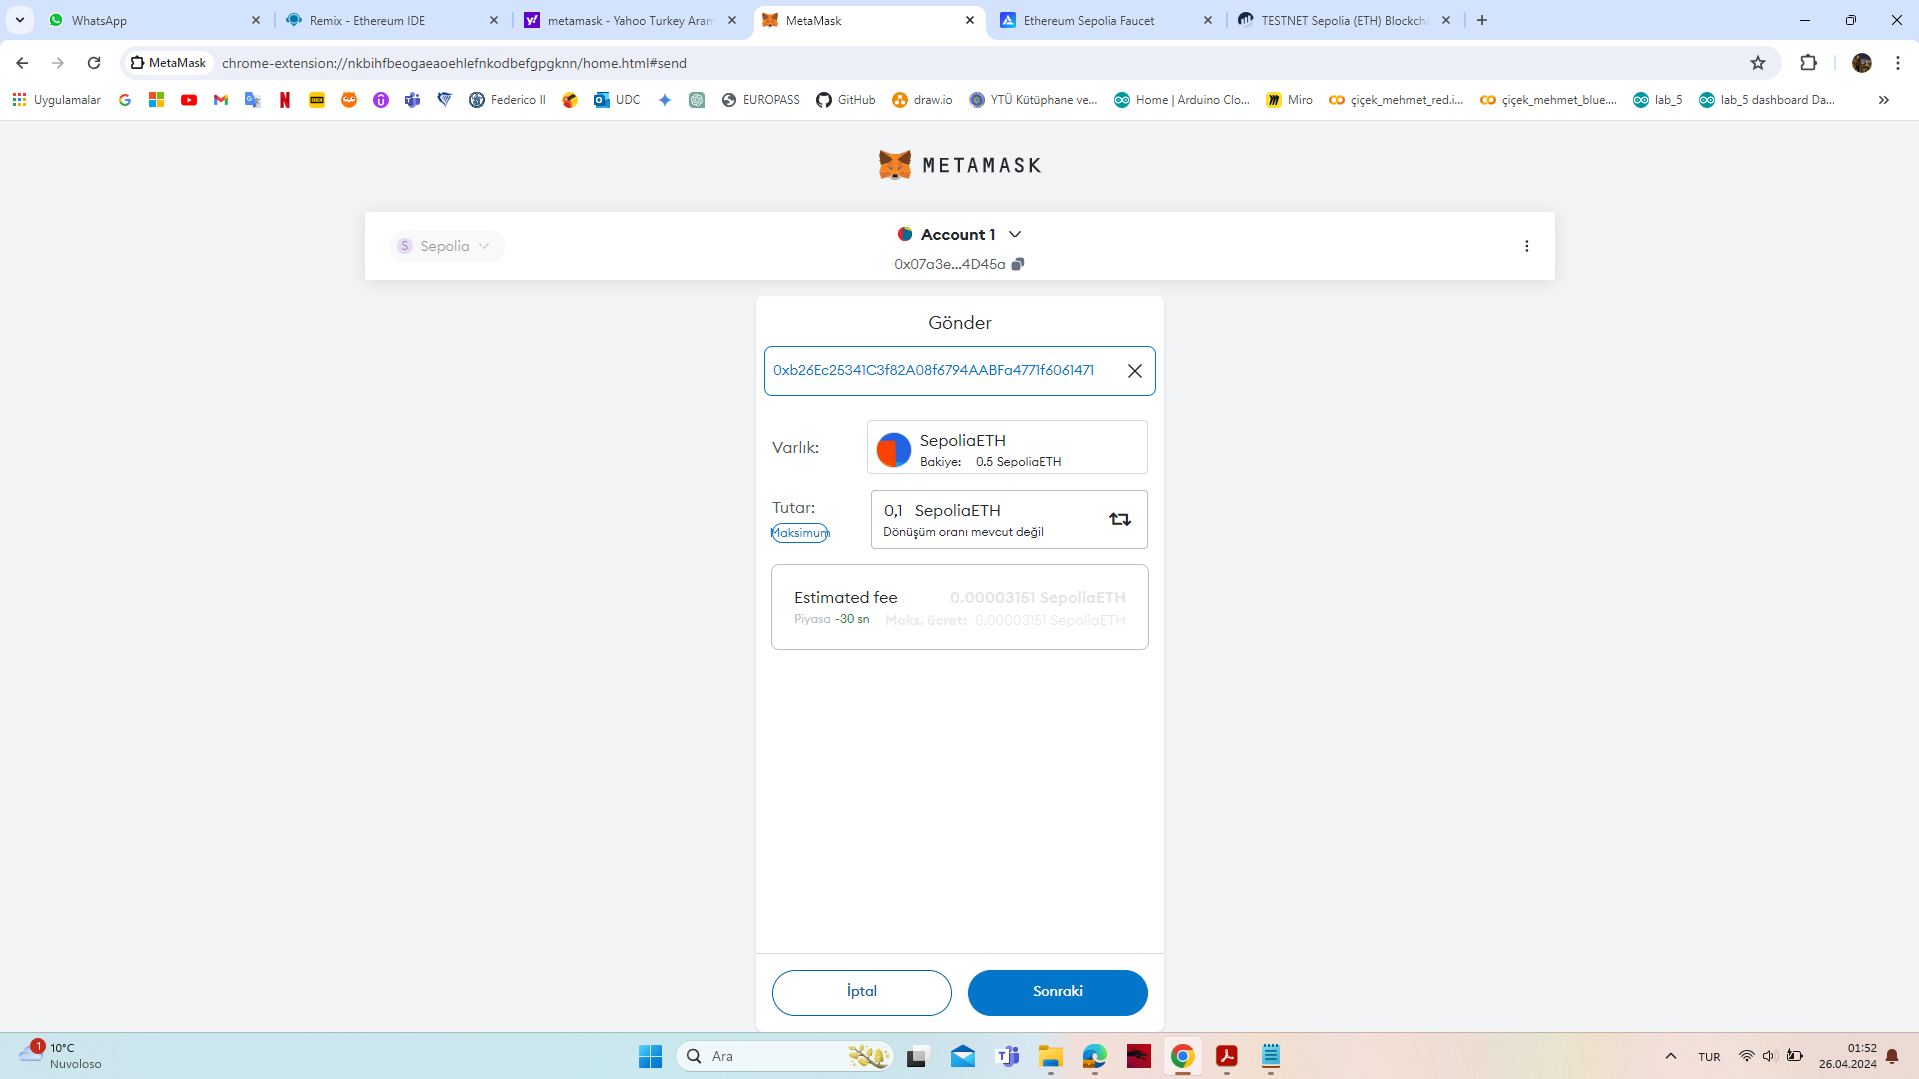 WhatsApp
Remix - Ethereum IDE
metamask - Yahoo Turkey Aram
MetaMask
Ethereum Sepolia Faucet
TESTNET Sepolia (ETH) Blockcha
MetaMask
chrome-extension://nkbihfbeogaeaoehlefnkodbefgpgknn/home.html#send
Uygulamalar
Federico II
UDC
EUROPASS
GitHub
draw.io
YTÜ Kütüphane ve...
Home | Arduino Clo...
Miro
çiçek_mehmet_red.i...
çiçek_mehmet_blue....
lab_5
lab_5 dashboard Da...
METAMASK
S Sepolia
Account 1
0x07a3e...4D45a
Gönder
0xb26Ec25341C3f82A08f6794AABFa4771f6061471
Varlık:
SepoliaETH
Bakiye: 0.5 SepoliaETH
Tutar:
Maksimum
0,1 SepoliaETH
Dönüşüm oranı mevcut değil
Estimated fee 0.00003151 SepoliaETH
Piyasa ~30 sn Maks. ücret: 0.00003151 SepoliaETH
İptal
Sonraki
1
10°C
Nuvoloso
Ara
TUR
01:52
26.04.2024